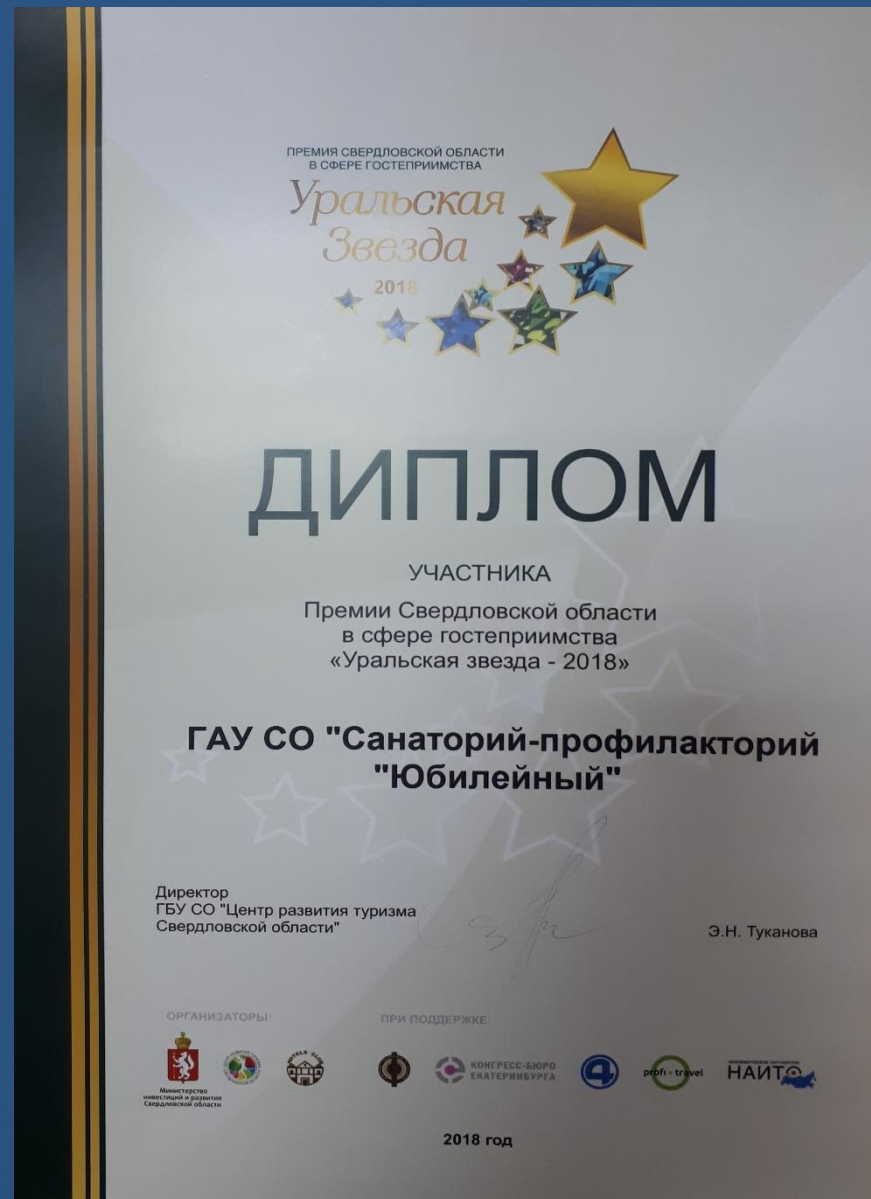 ПРЕМИЯ СВЕРДЛОВСКОЙ ОБЛАСТИ
В СФЕРЕ ГОСТЕПРИИМСТВА
Уральская
Звезда
2018
ДИПЛОМ
УЧАСТНИКА
Премии Свердловской области
в сфере гостеприимства
«Уральская звезда - 2018»
ГАУ СО "Санаторий-профилакторий
"Юбилейный"
Директор
ГБУ СО "Центр развития туризма
Свердловской области"
Э.Н. Туканова
ОРГАНИЗАТОРЫ:
ПРИ ПОДДЕРЖКЕ:
Министерство
инвестиций и развития
Свердловской области
КОНГРЕСС-БЮРО
ЕКАТЕРИНБУРГА
4
profi-travel
НАИТО
2018 год